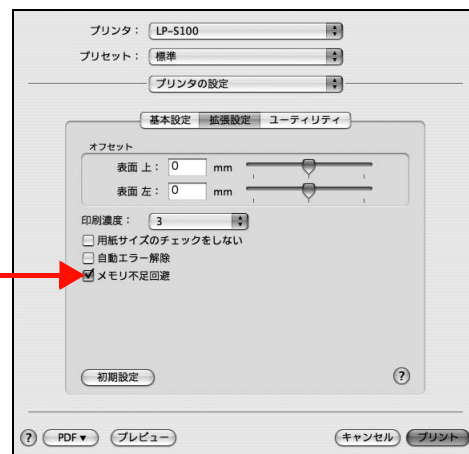 プリンタ： LP-S100
プリセット： 標準
プリンタの設定
基本設定 拡張設定 ユーティリティ
オフセット
表面 上： 0 mm
表面 左： 0 mm
印刷濃度： 3
用紙サイズのチェックをしない
自動エラー解除
メモリ不足回避
初期設定 ?
? PDF▼ プレビュー キャンセル プリント